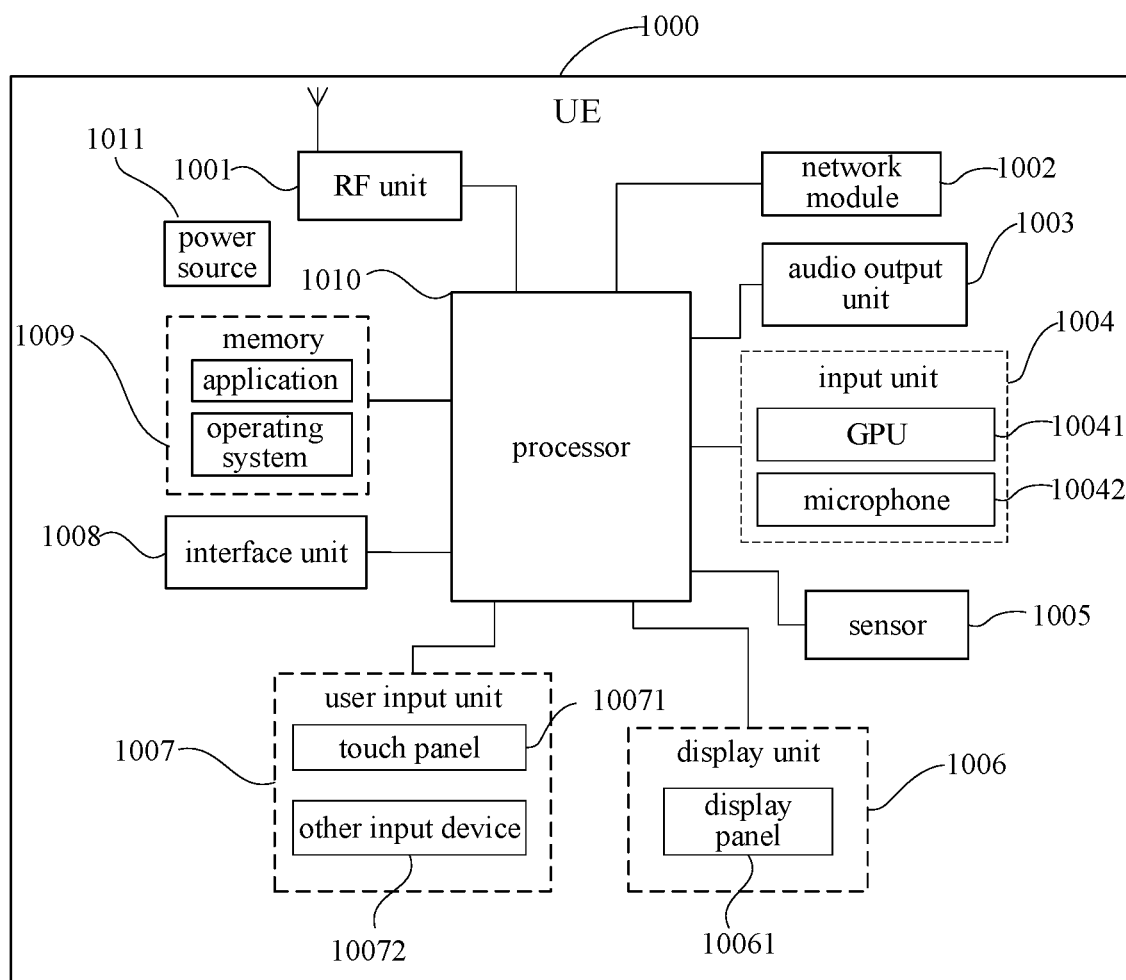 1000
UE
1011
1001
RF unit
network
module
1002
power
source
1003
audio output
unit
1010
1009
memory
application
operating
system
1004
input unit
GPU
10041
microphone
10042
processor
1008
interface unit
sensor
1005
user input unit
10071
touch panel
1007
other input device
10072
display unit
1006
display
panel
10061